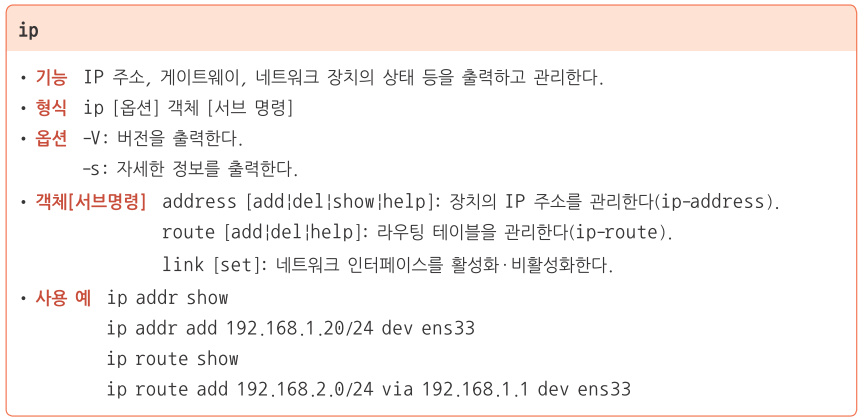 ip
• 기능 IP 주소, 게이트웨이, 네트워크 장치의 상태 등을 출력하고 관리한다.
• 형식 ip [옵션] 객체 [서브 명령]
• 옵션 -V: 버전을 출력한다.
-s: 자세한 정보를 출력한다.
• 객체[서브명령] address [add¦del¦show¦help]: 장치의 IP 주소를 관리한다(ip-address).
route [add¦del¦help]: 라우팅 테이블을 관리한다(ip-route).
link [set]: 네트워크 인터페이스를 활성화·비활성화한다.
• 사용 예 ip addr show
ip addr add 192.168.1.20/24 dev ens33
ip route show
ip route add 192.168.2.0/24 via 192.168.1.1 dev ens33